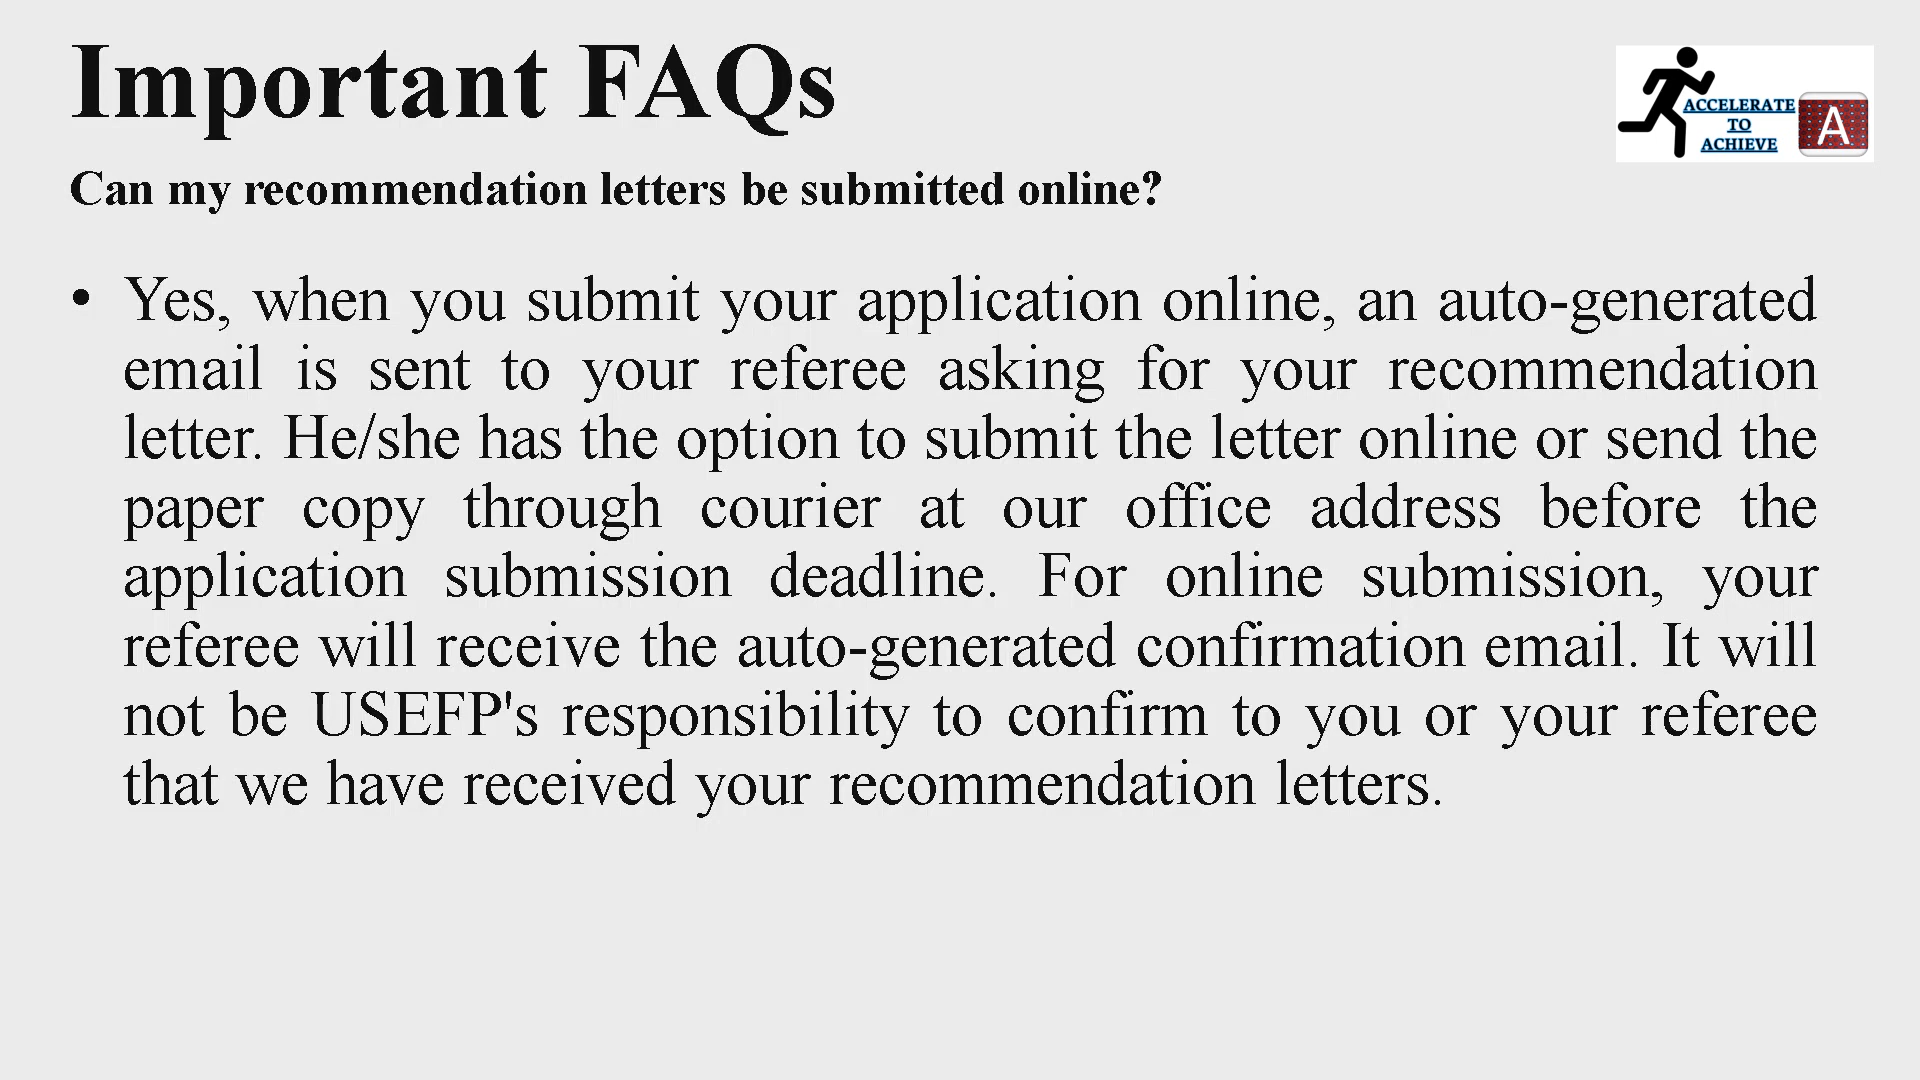 Important FAQs
ACCELERATE
TO
ACHIEVE
A
Can my recommendation letters be submitted online?
• Yes, when you submit your application online, an auto-generated
email is sent to your referee asking for your recommendation
letter. He/she has the option to submit the letter online or send the
paper copy through courier at our office address before the
application submission deadline. For online submission, your
referee will receive the auto-generated confirmation email. It will
not be USEFP's responsibility to confirm to you or your referee
that we have received your recommendation letters.